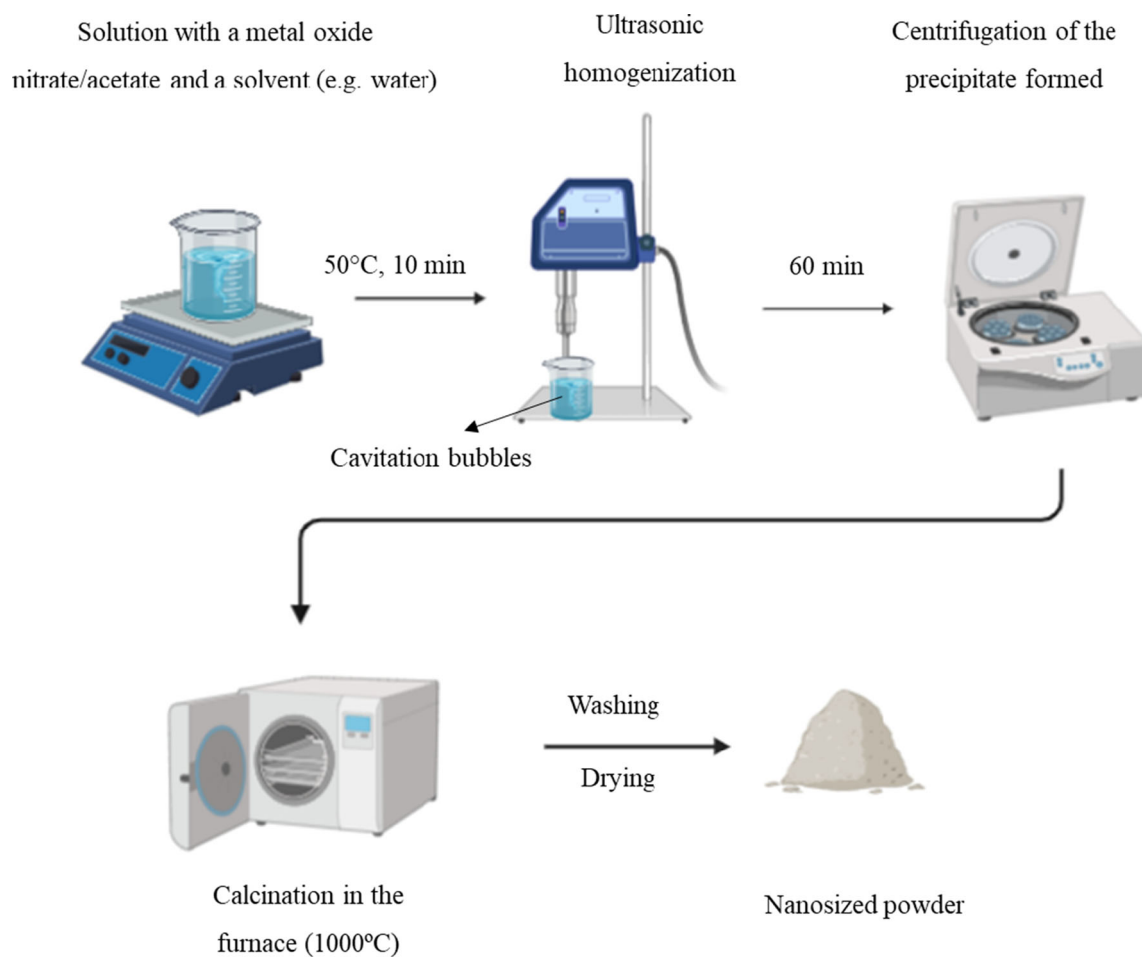 Solution with a metal oxide
nitrate/acetate and a solvent (e.g. water)
Ultrasonic
homogenization
Centrifugation of the
precipitate formed
50°C, 10 min
60 min
Cavitation bubbles
Washing
Drying
Calcination in the
furnace (1000ºC)
Nanosized powder